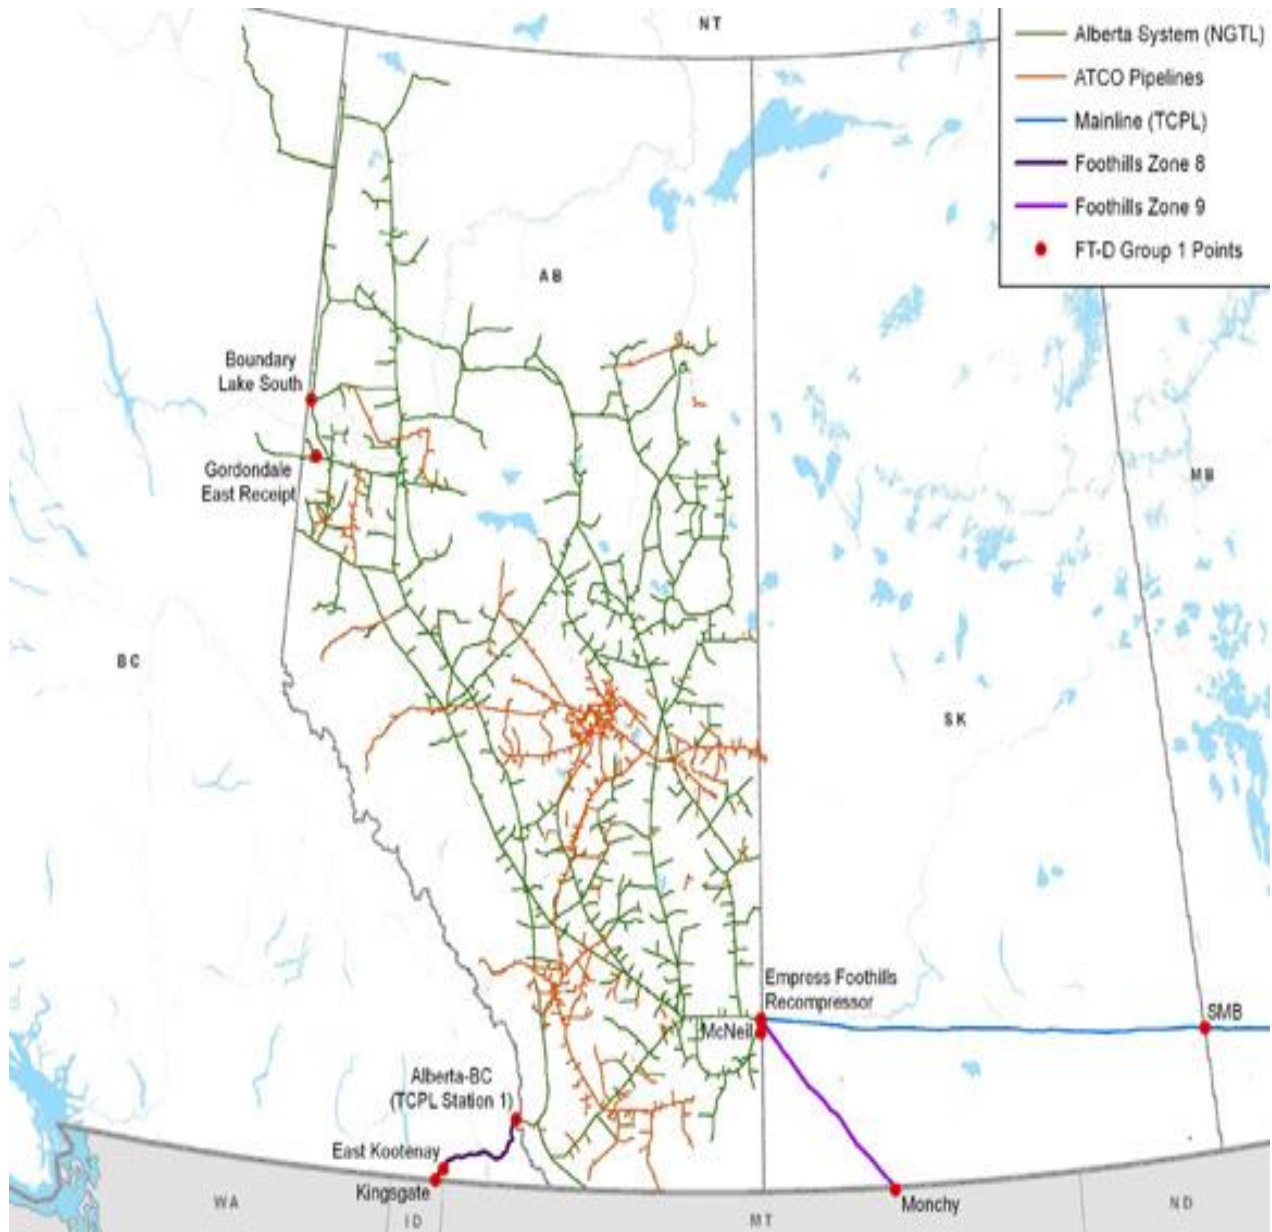 NT
Alberta System (NGTL)
ATCO Pipelines
Mainline (TCPL)
Foothills Zone 8
Foothills Zone 9
FT-D Group 1 Points
AB
Boundary
Lake South
Gordondale
East Receipt
MB
BC
SK
Empress Foothills
Recompressor
McNeil
SMB
Alberta-BC
(TCPL Station 1)
East Kootenay
Kingsgate
Monchy
WA
ID
MT
ND